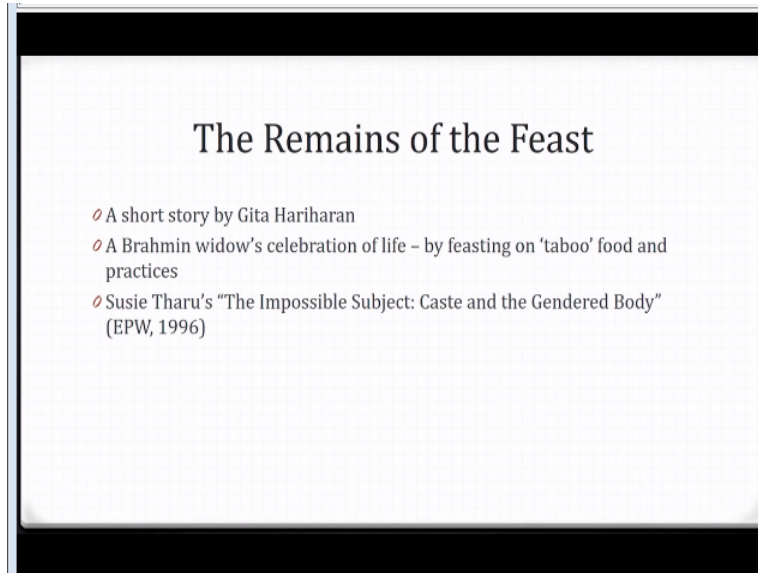 The Remains of the Feast
A short story by Gita Hariharan
A Brahmin widow's celebration of life – by feasting on 'taboo' food and
practices
Susie Tharu's "The Impossible Subject: Caste and the Gendered Body"
(EPW, 1996)